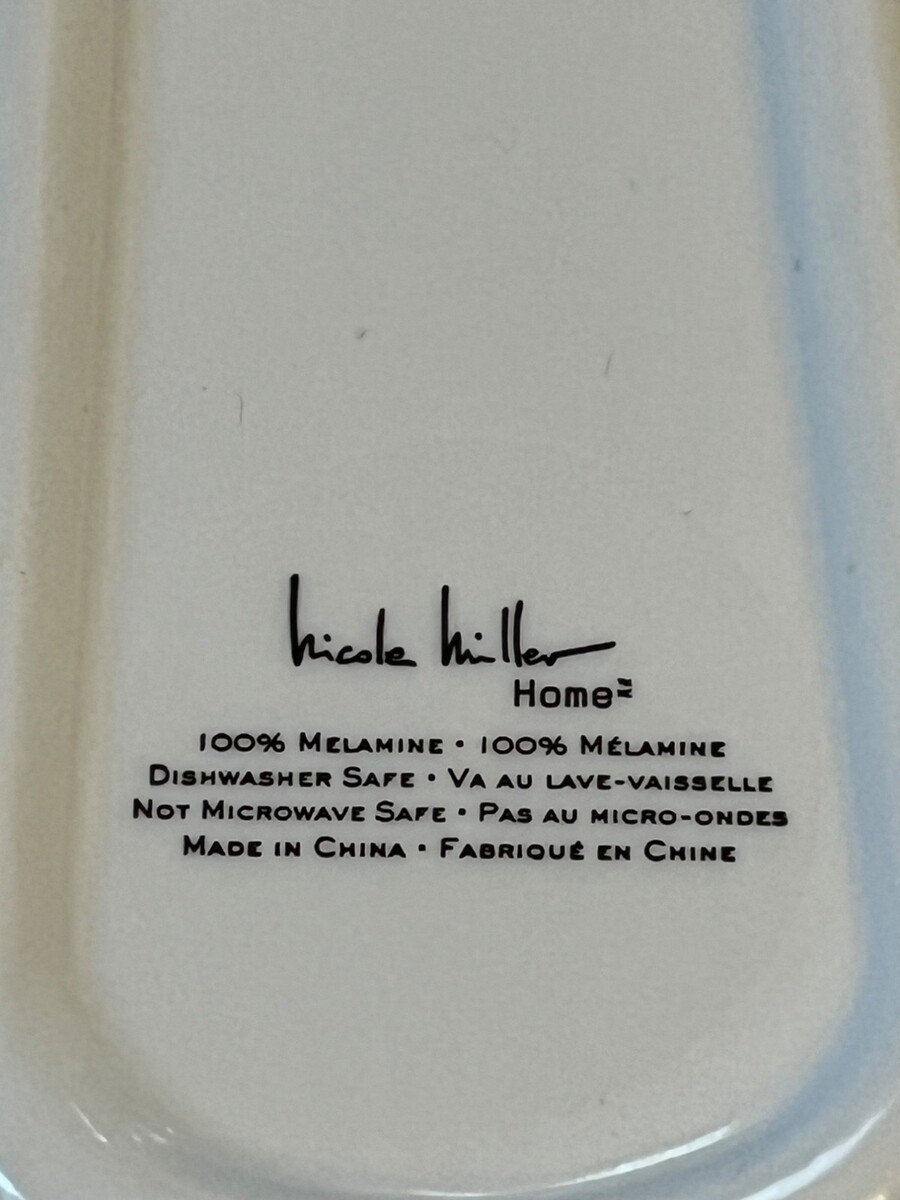 Nicole Miller
Home™
100% MELAMINE • 100% MÉLAMINE
DISHWASHER SAFE • VA AU LAVE-VAISSELLE
NOT MICROWAVE SAFE • PAS AU MICRO-ONDES
MADE IN CHINA • FABRIQUÉ EN CHINE